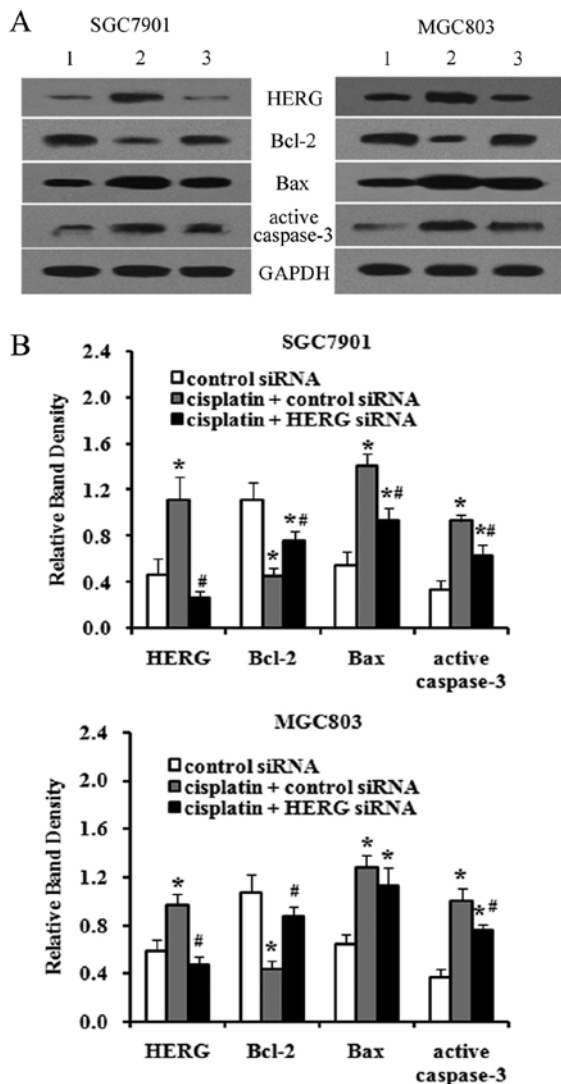 A
SGC7901
MGC803
1 2 3
1 2 3
HERG
Bcl-2
Bax
active
caspase-3
GAPDH
B
SGC7901
2.4
2.0
1.6
1.2
0.8
0.4
0.0
Relative Band Density
control siRNA
cisplatin + control siRNA
cisplatin + HERG siRNA
*
#
*
*#
*
*#
*
*#
HERG
Bcl-2
Bax
active
caspase-3
MGC803
2.4
2.0
1.6
1.2
0.8
0.4
0.0
Relative Band Density
control siRNA
cisplatin + control siRNA
cisplatin + HERG siRNA
*
#
*
#
*
*
*
*#
HERG
Bcl-2
Bax
active
caspase-3